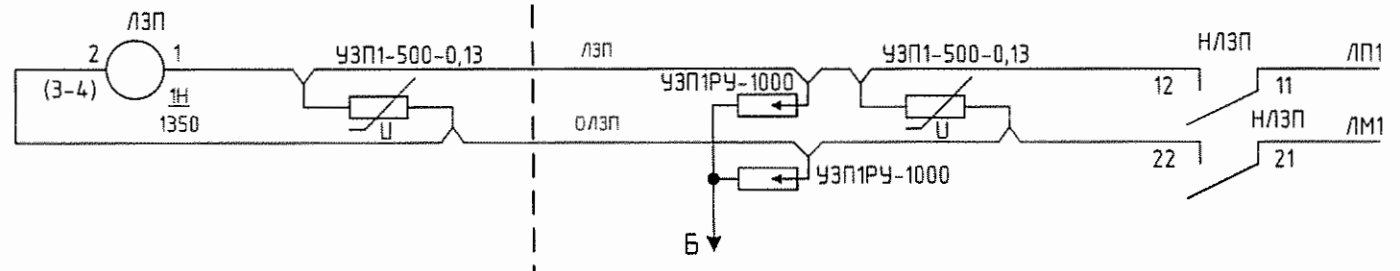 ЛЗП
2
1
(3-4)
1Н
1350
УЗП1-500-0,13
U
ЛЗП
ОЛЗП
УЗП1РУ-1000
УЗП1РУ-1000
Б
УЗП1-500-0,13
U
НЛЗП
12
11
ЛП1
НЛЗП
22
21
ЛМ1